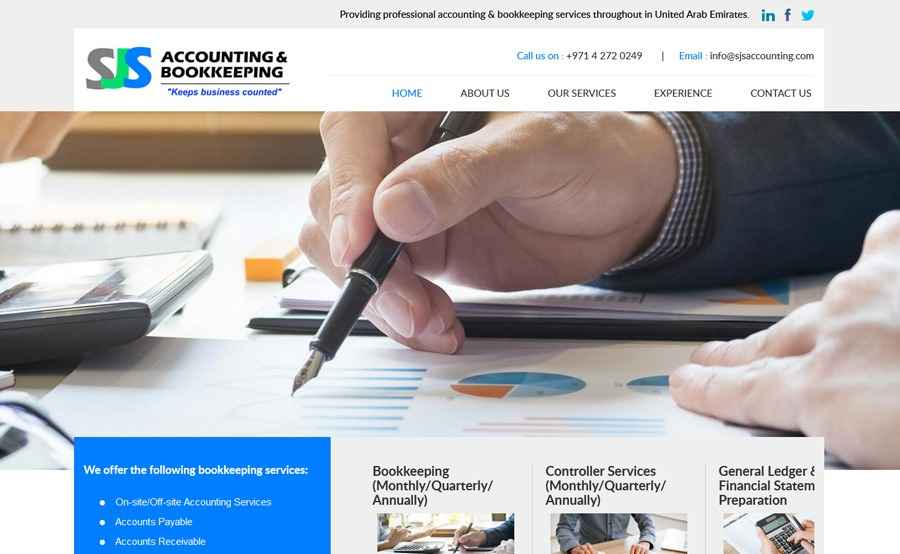 Providing professional accounting & bookkeeping services throughout in United Arab Emirates.
SJS
ACCOUNTING &
BOOKKEEPING
"Keeps business counted"
Call us on : +971 4 272 0249 | Email : info@sjsaccounting.com
HOME ABOUT US OUR SERVICES EXPERIENCE CONTACT US
We offer the following bookkeeping services:
On-site/Off-site Accounting Services
Accounts Payable
Accounts Receivable
Bookkeeping
(Monthly/Quarterly/
Annually)
Controller Services
(Monthly/Quarterly/
Annually)
General Ledger &
Financial Statem
Preparation